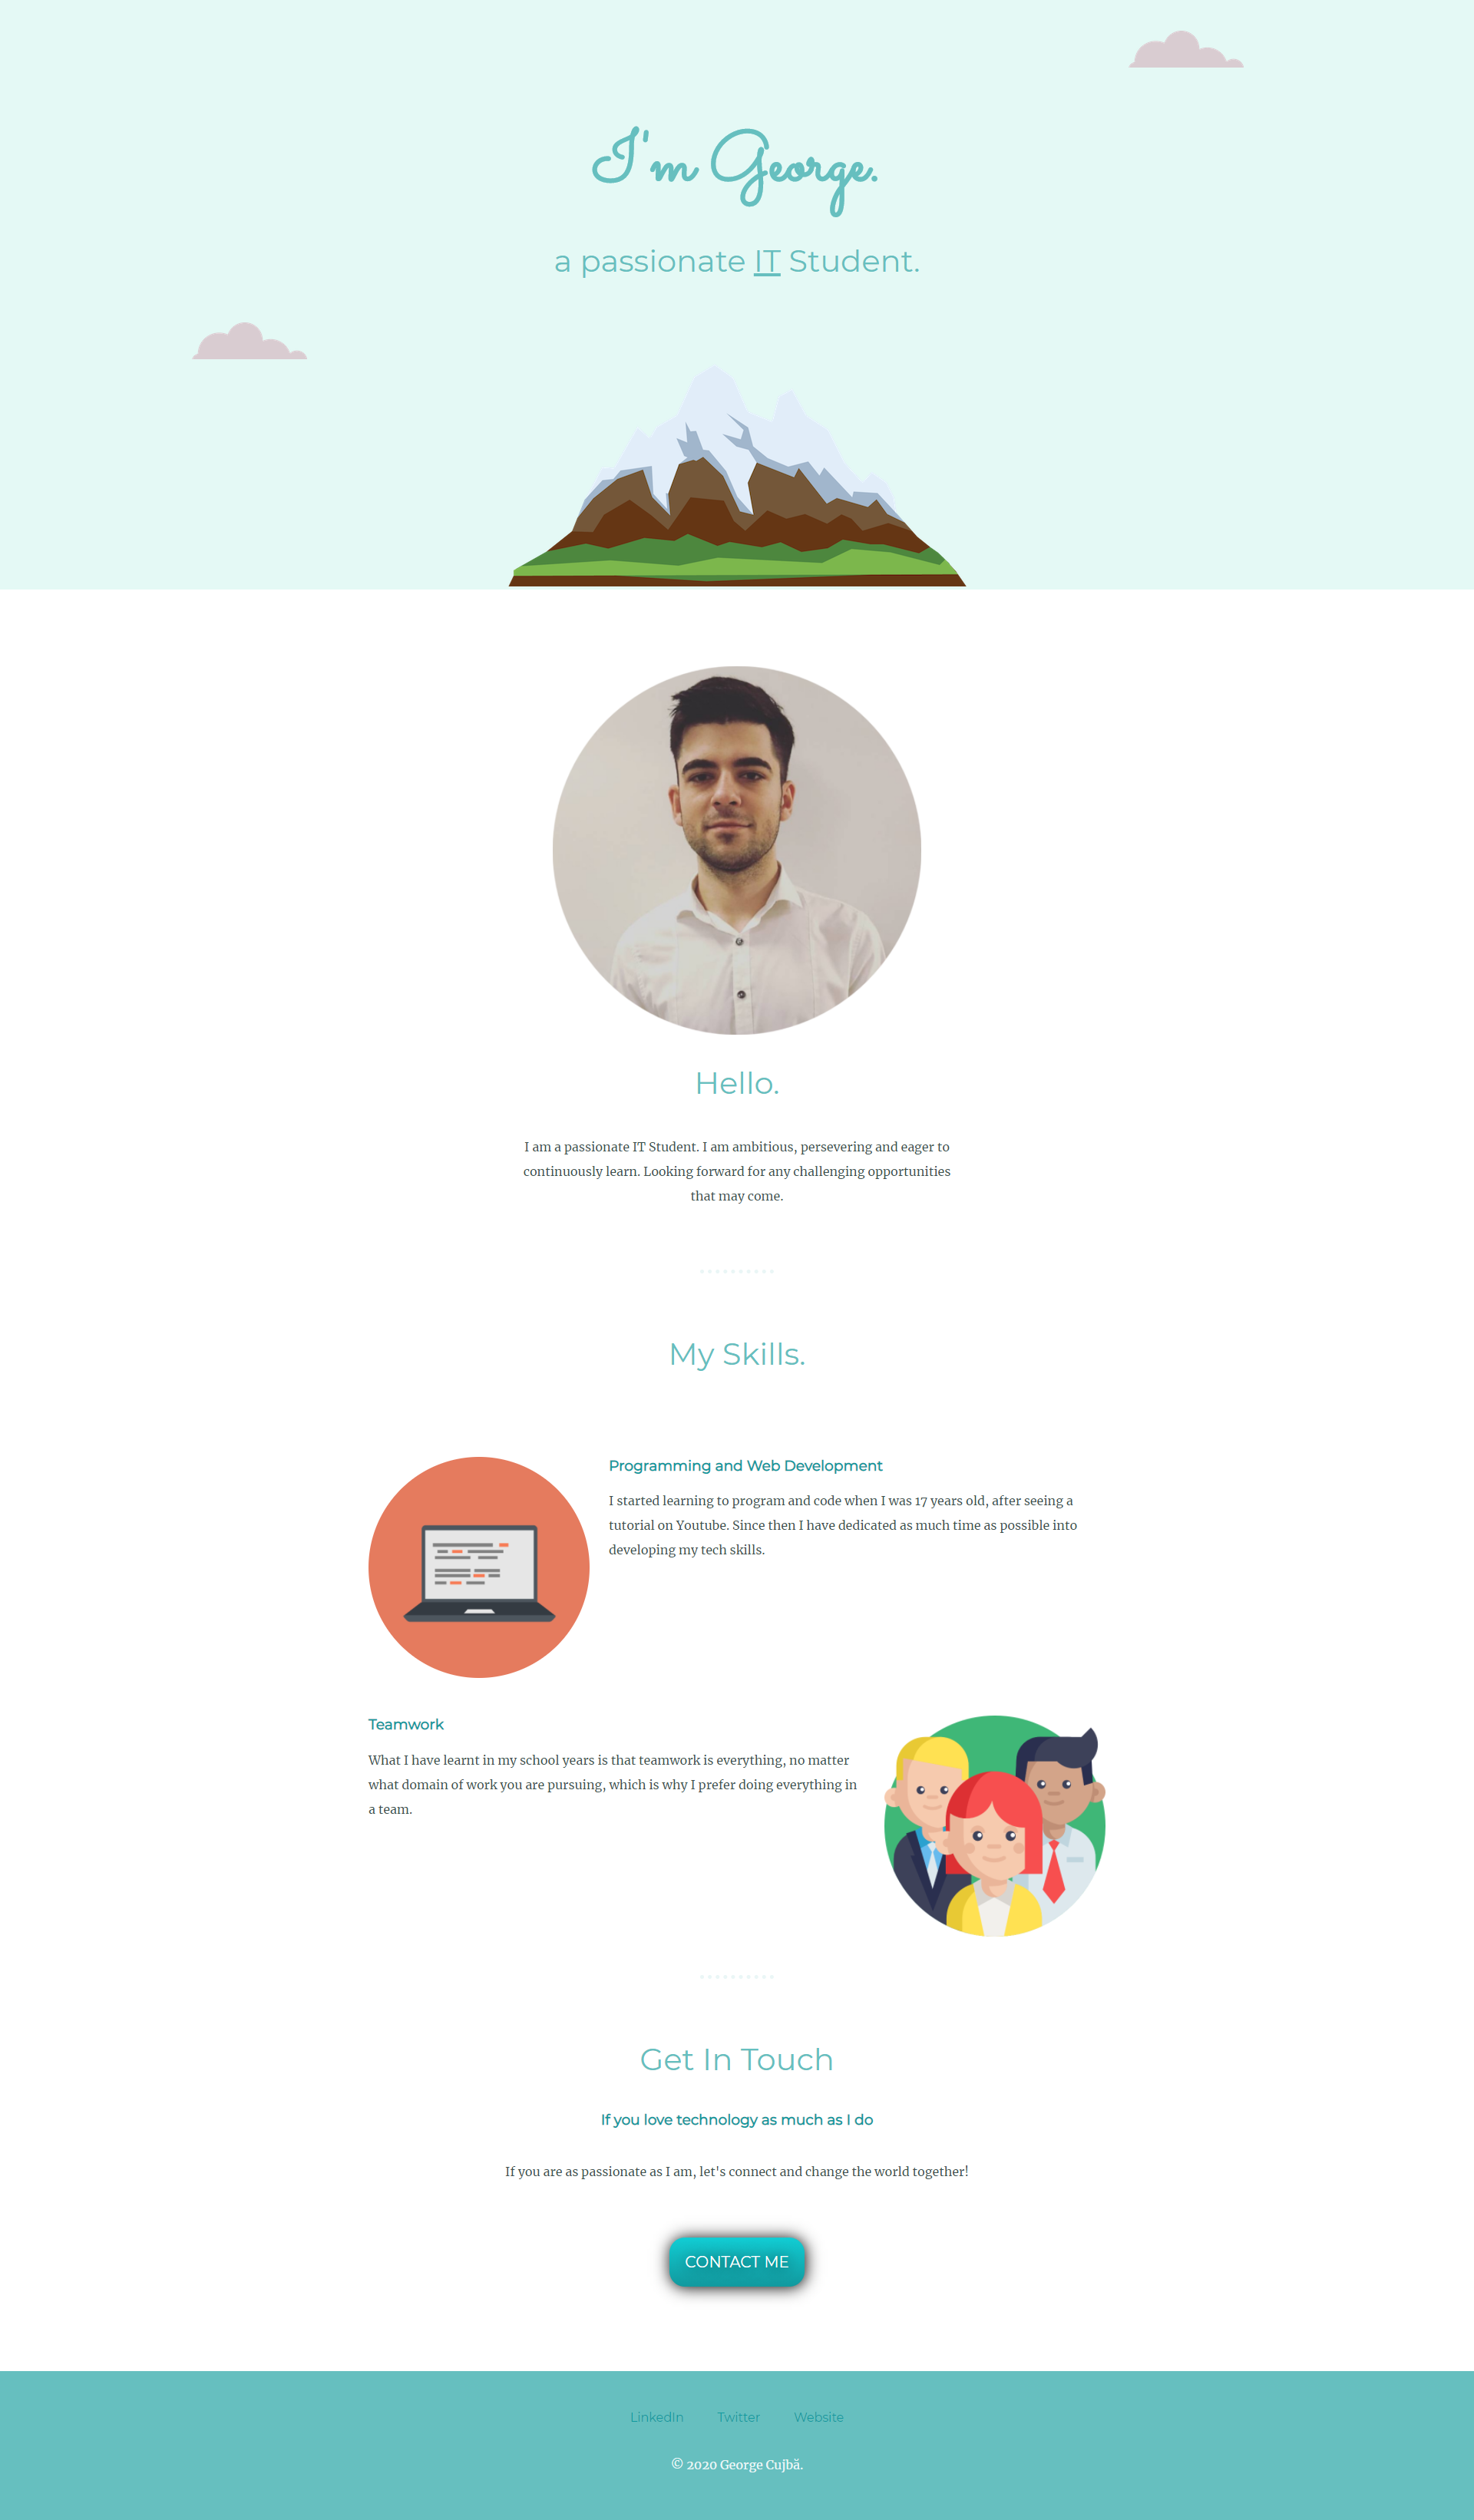 I'm George.
a passionate IT Student.
Hello.
I am a passionate IT Student. I am ambitious, persevering and eager to
continuously learn. Looking forward for any challenging opportunities
that may come.
My Skills.
Programming and Web Development
I started learning to program and code when I was 17 years old, after seeing a
tutorial on Youtube. Since then I have dedicated as much time as possible into
developing my tech skills.
Teamwork
What I have learnt in my school years is that teamwork is everything, no matter
what domain of work you are pursuing, which is why I prefer doing everything in
a team.
Get In Touch
If you love technology as much as I do
If you are as passionate as I am, let's connect and change the world together!
CONTACT ME
LinkedIn Twitter Website
© 2020 George Cujbă.